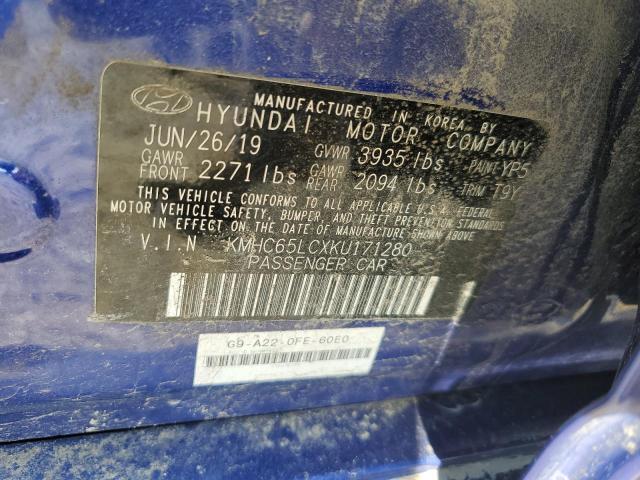 MANUFACTURED IN KOREA BY
HYUNDAI MOTOR COMPANY
JUN/26/19 GVWR 3935 lbs PAINT YP5
GAWR FRONT 2271 lbs GAWR REAR 2094 lbs TRIM T9Y
THIS VEHICLE CONFORMS TO ALL APPLICABLE U.S.A. FEDERAL
MOTOR VEHICLE SAFETY, BUMPER, AND THEFT PREVENTION STANDARDS
IN EFFECT ON THE DATE OF MANUFACTURE SHOWN ABOVE.
V.I.N KMHC65LCXKU171280
PASSENGER CAR
G9-A22-0FE-60E0